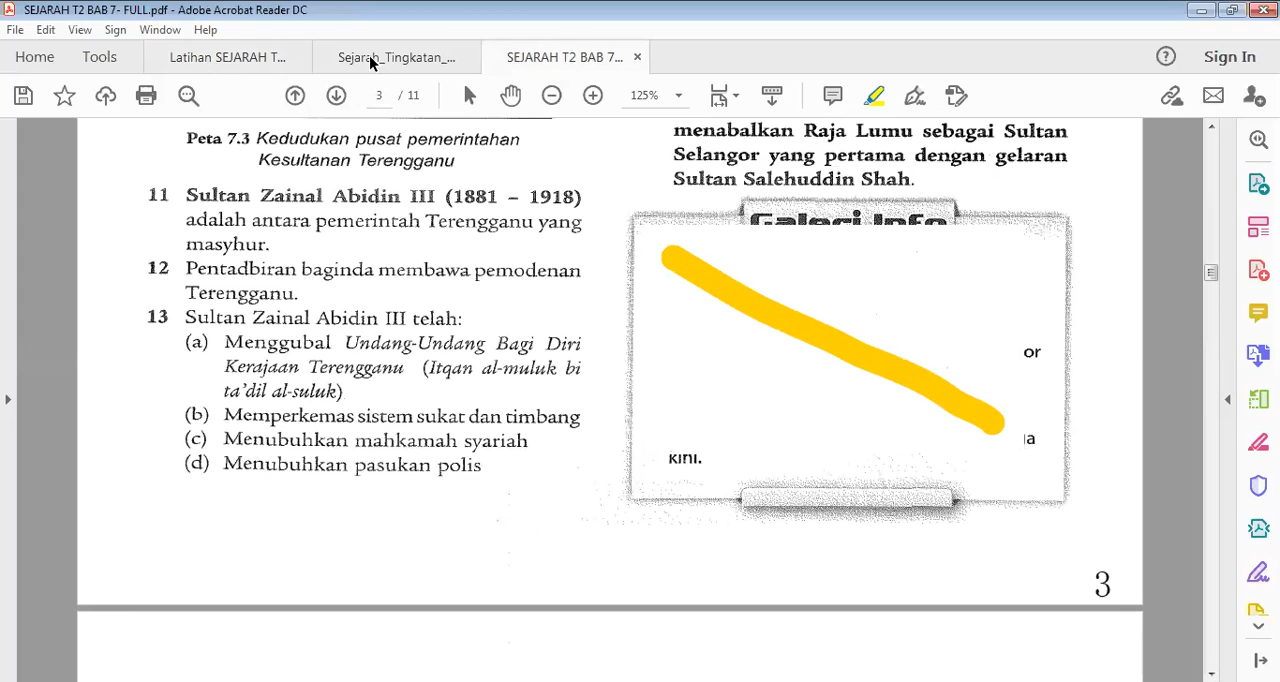 SEJARAH T2 BAB 7- FULL.pdf - Adobe Acrobat Reader DC
File Edit View Sign Window Help
Home Tools Latihan SEJARAH T... Sejarah_Tingkatan_... SEJARAH T2 BAB 7... × Sign In
3 / 11 125%
Peta 7.3 Kedudukan pusat pemerintahan
Kesultanan Terengganu
11 Sultan Zainal Abidin III (1881 – 1918)
adalah antara pemerintah Terengganu yang
masyhur.
12 Pentadbiran baginda membawa pemodenan
Terengganu.
13 Sultan Zainal Abidin III telah:
(a) Menggubal Undang-Undang Bagi Diri
Kerajaan Terengganu (Itqan al-muluk bi
ta'dil al-suluk)
(b) Memperkemas sistem sukat dan timbang
(c) Menubuhkan mahkamah syariah
(d) Menubuhkan pasukan polis
menabalkan Raja Lumu sebagai Sultan
Selangor yang pertama dengan gelaran
Sultan Salehuddin Shah.
Galeri Info
or
a
kini.
3